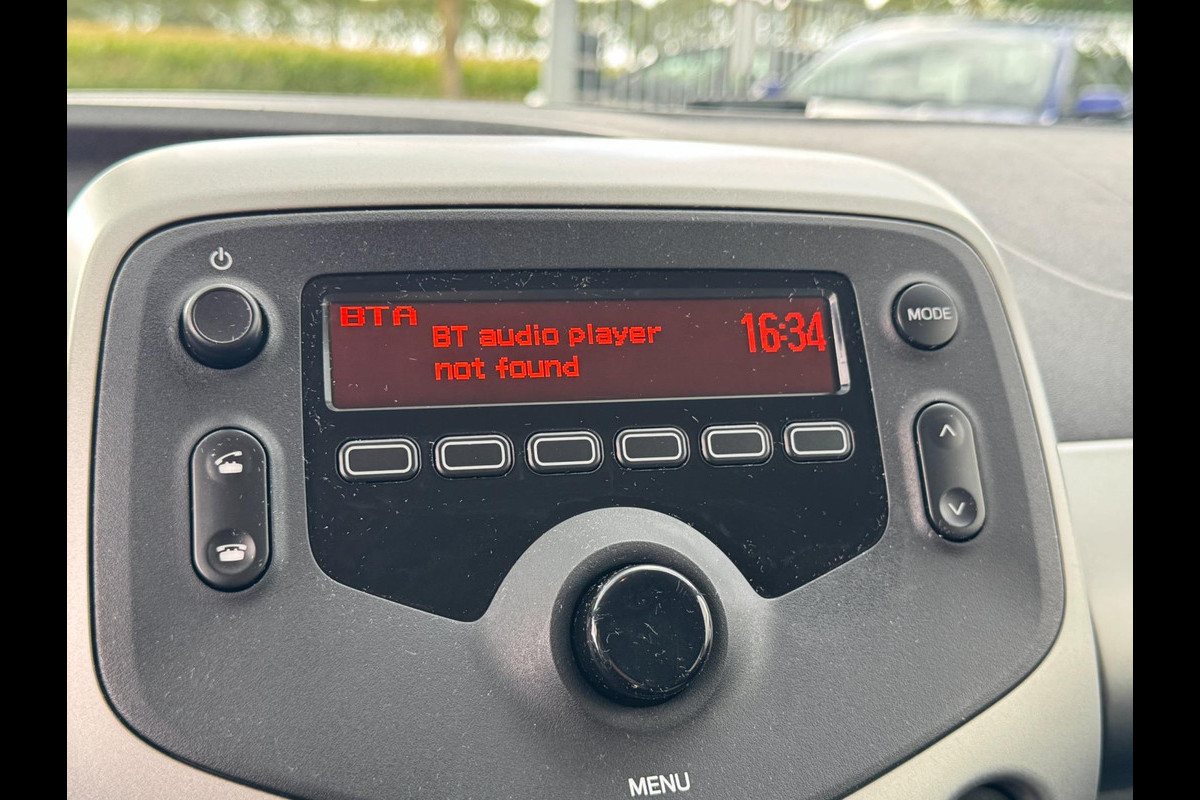 BTA
BT audio player
not found
16:34
MODE
MENU